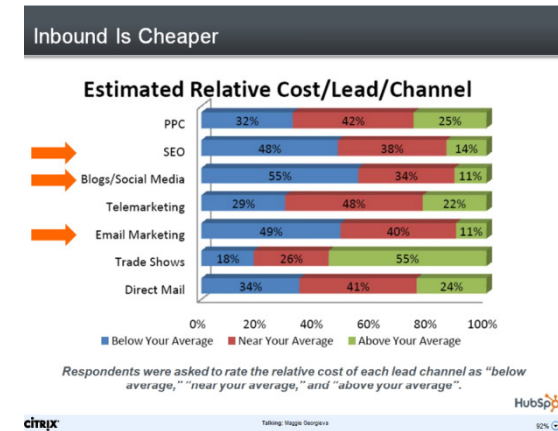 Inbound Is Cheaper
Estimated Relative Cost/Lead/Channel
PPC 32% 42% 25%
SEO 48% 38% 14%
Blogs/Social Media 55% 34% 11%
Telemarketing 29% 48% 22%
Email Marketing 49% 40% 11%
Trade Shows 18% 26% 55%
Direct Mail 34% 41% 24%
0% 20% 40% 60% 80% 100%
Below Your Average Near Your Average Above Your Average
Respondents were asked to rate the relative cost of each lead channel as "below
average," "near your average," and "above your average".
HubSp
CİTRIX Talking: Maggie Georgieva 92%